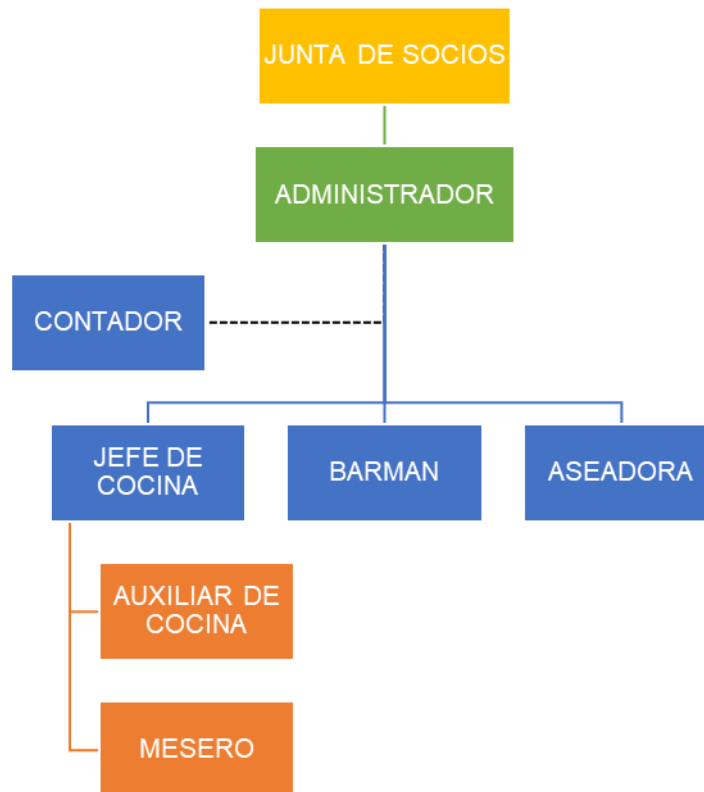 JUNTA DE SOCIOS
ADMINISTRADOR
CONTADOR
JEFE DE
COCINA
BARMAN
ASEADORA
AUXILIAR DE
COCINA
MESERO